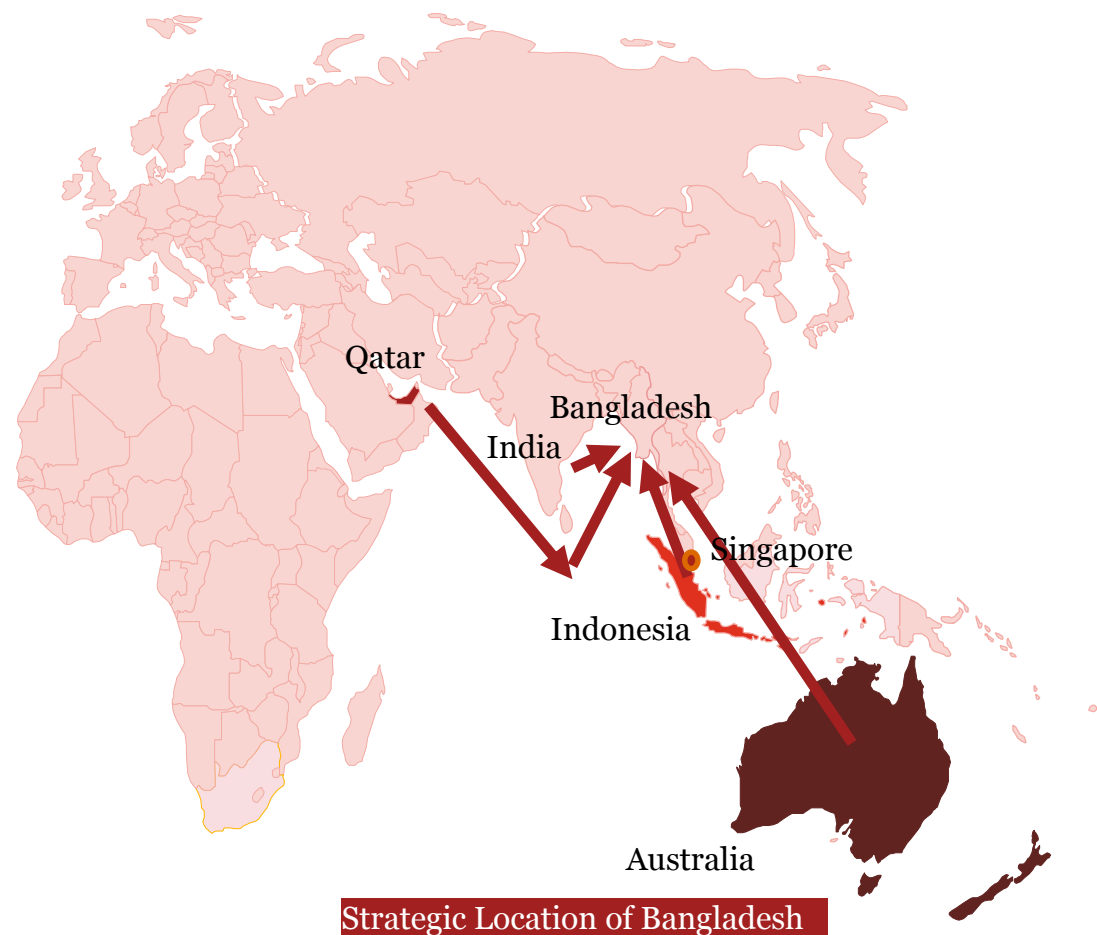 Qatar
Bangladesh
India
Singapore
Indonesia
Australia
Strategic Location of Bangladesh